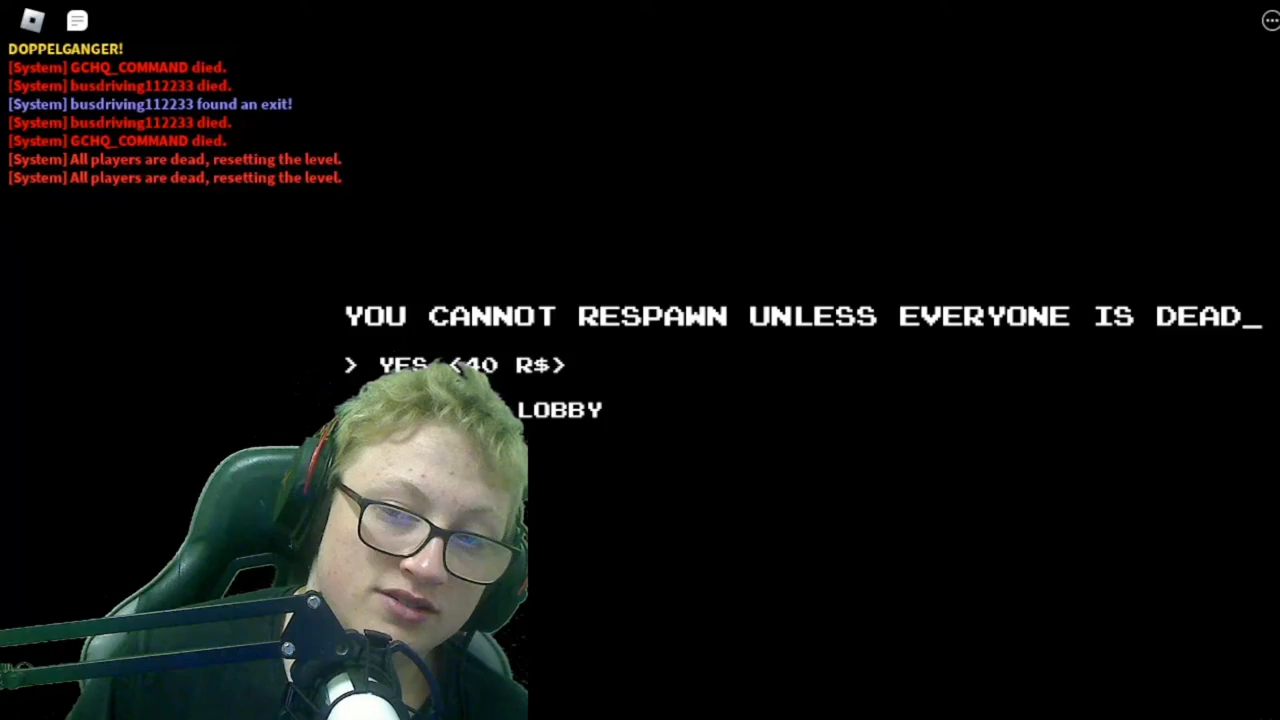 DOPPELGANGER!
[System] GCHQ_COMMAND died.
[System] busdriving112233 died.
[System] busdriving112233 found an exit!
[System] busdriving112233 died.
[System] GCHQ_COMMAND died.
[System] All players are dead, resetting the level.
[System] All players are dead, resetting the level.
YOU CANNOT RESPAWN UNLESS EVERYONE IS DEAD_
> YES <40 R$>
LOBBY